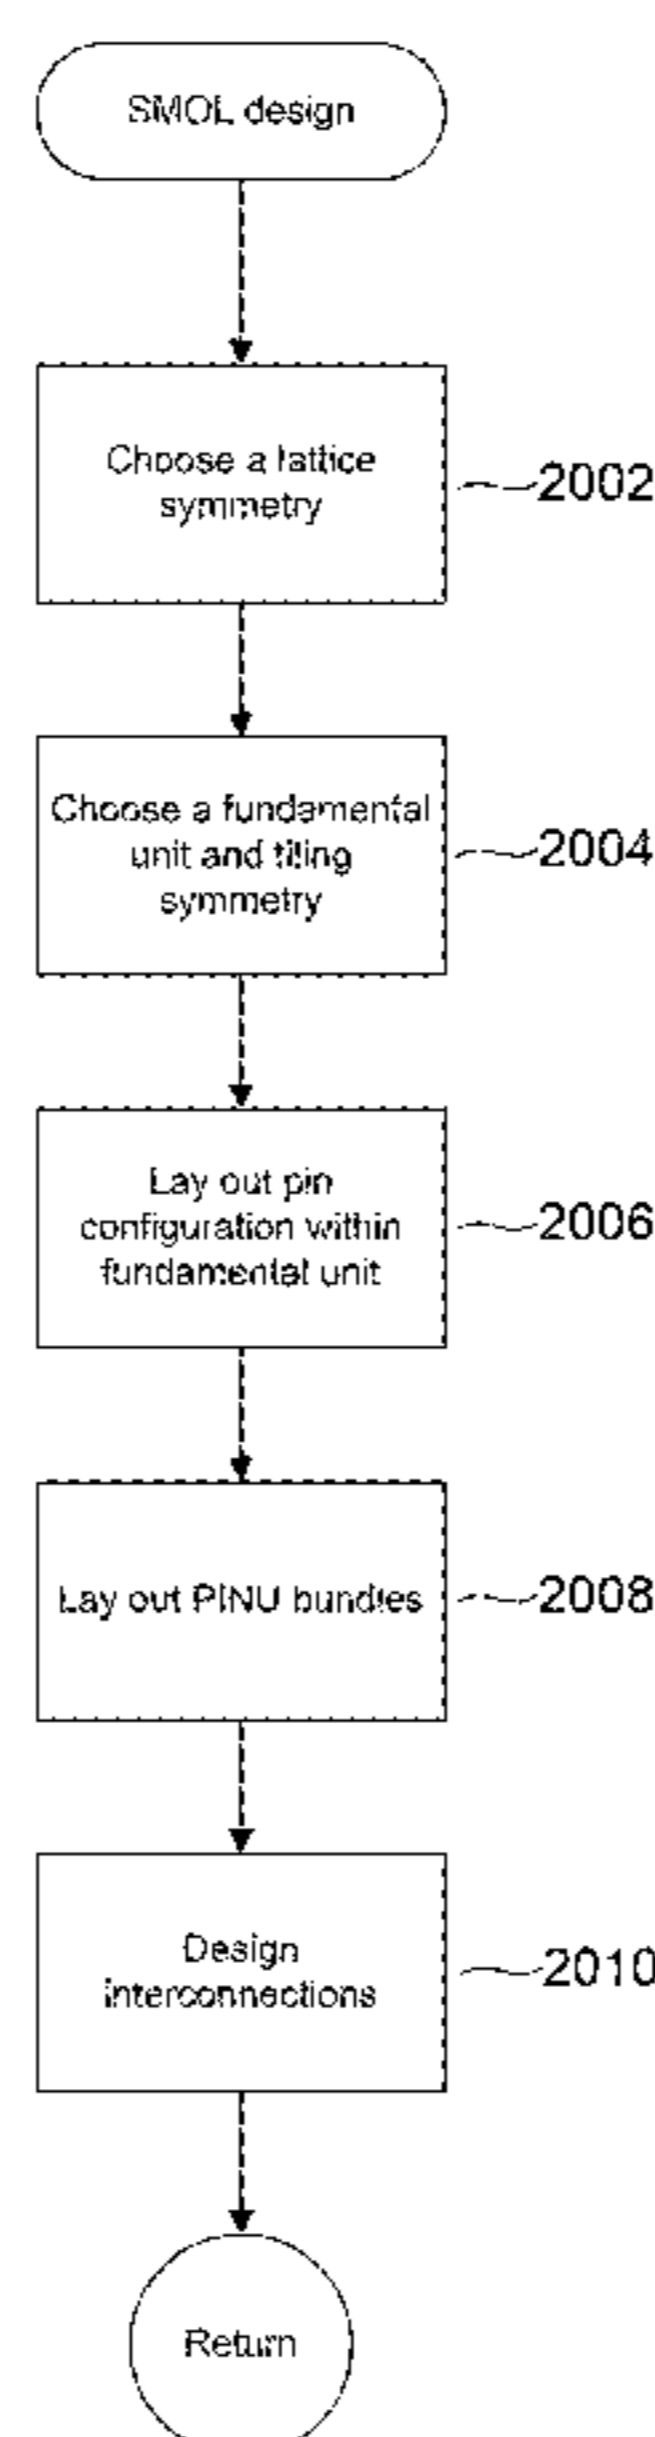 SMOL design
Choose a lattice
symmetry
2002
Choose a fundamental
unit and tiling
symmetry
2004
Lay out pin
configuration within
fundamental unit
2006
Lay out PINU bundles
2008
Design
interconnections
2010
Return